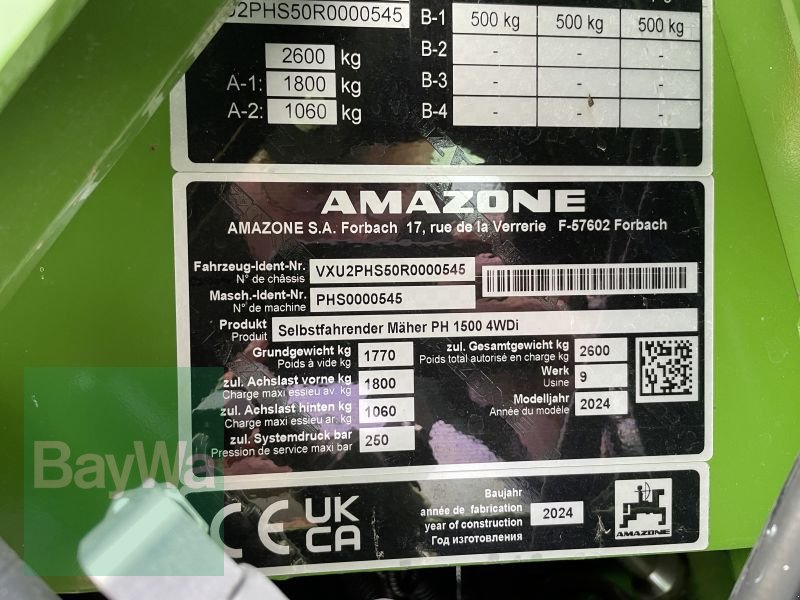 U2PHS50R0000545
2600 kg
A-1: 1800 kg
A-2: 1060 kg
B-1 500 kg 500 kg 500 kg
B-2 - - -
B-3 - - -
B-4 - - -
AMAZONE
AMAZONE S.A. Forbach 17, rue de la Verrerie F-57602 Forbach
Fahrzeug-Ident-Nr. VXU2PHS50R0000545
N° de châssis
Masch.-Ident-Nr. PHS0000545
N° de machine
Produkt Selbstfahrender Mäher PH 1500 4WDi
Produit
Grundgewicht kg 1770
Poids à vide kg
zul. Achslast vorne kg 1800
Charge maxi essieu av. kg
zul. Achslast hinten kg 1060
Charge maxi essieu ar. kg
zul. Systemdruck bar 250
Pression de service maxi bar
zul. Gesamtgewicht kg 2600
Poids total autorisé en charge kg
Werk 9
Usine
Modelljahr 2024
Année du modèle
BayWa
CE UK
CA
Baujahr
année de fabrication 2024
year of construction
Год изготовления
AMAZONE